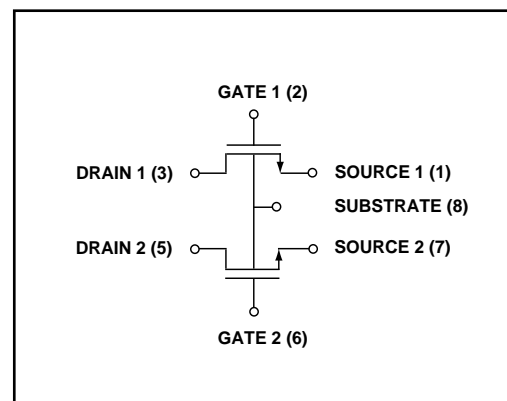 GATE 1 (2)
DRAIN 1 (3)
SOURCE 1 (1)
SUBSTRATE (8)
DRAIN 2 (5)
SOURCE 2 (7)
GATE 2 (6)